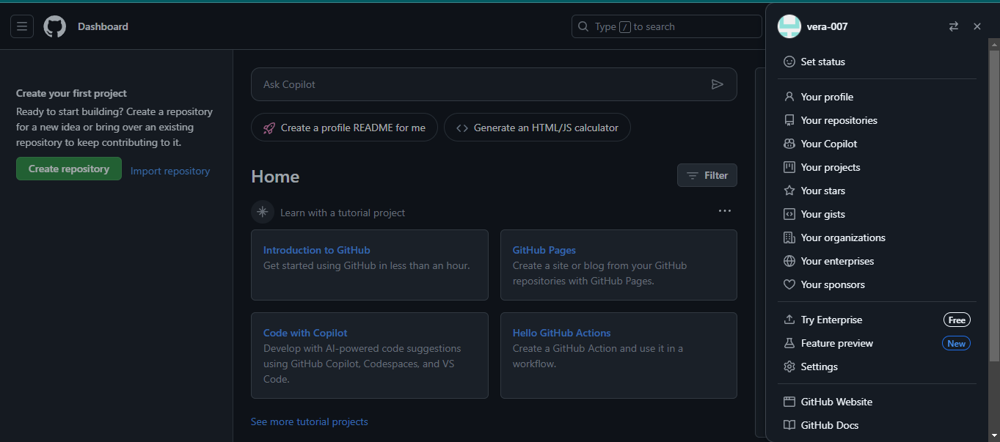 Dashboard
Type / to search
Create your first project
Ready to start building? Create a repository
for a new idea or bring over an existing
repository to keep contributing to it.
Create repository
Import repository
Ask Copilot
Create a profile README for me
Generate an HTML/JS calculator
Home
Filter
Learn with a tutorial project
Introduction to GitHub
Get started using GitHub in less than an hour.
GitHub Pages
Create a site or blog from your GitHub
repositories with GitHub Pages.
Code with Copilot
Develop with AI-powered code suggestions
using GitHub Copilot, Codespaces, and VS
Code.
Hello GitHub Actions
Create a GitHub Action and use it in a
workflow.
See more tutorial projects
vera-007
Set status
Your profile
Your repositories
Your Copilot
Your projects
Your stars
Your gists
Your organizations
Your enterprises
Your sponsors
Try Enterprise Free
Feature preview New
Settings
GitHub Website
GitHub Docs